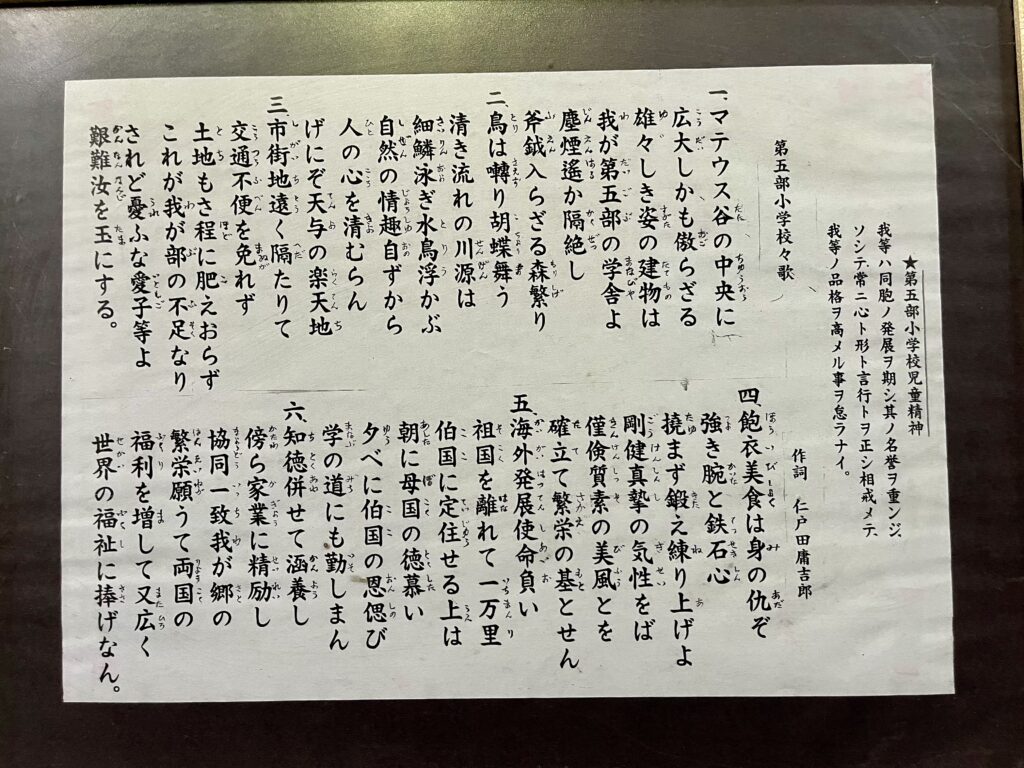 ★第五部小学校児童精神
我等ハ同胞ノ発展ヲ期シ、其ノ名誉ヲ重ンジ、
ソシテ常ニ心ト形ト言行トヲ正シ相戒メテ、
我等ノ品格ヲ高メル事ヲ怠ラナイ。
第五部小学校々歌
作詞 仁戸田庸吉郎
一、マテウス谷の中央に
広大しかも傲らざる
雄々しき姿の建物は
我が第五部の学舎よ
塵煙遙か隔絶し
斧鉞入らざる森繁り
二、鳥は囀り胡蝶舞う
清き流れの川源は
細鱗泳ぎ水鳥浮かぶ
自然の情趣自ずから
人の心を清むらん
げにぞ天与の楽天地
三、市街地遠く隔たりて
交通不便を免れず
土地もさ程に肥えおらず
これが我が部の不足なり
されど憂ふな愛子等よ
艱難汝を玉にする。
四、飽衣美食は身の仇ぞ
強き腕と鉄石心
撓まず鍛え練り上げよ
剛健真摯の気性をば
僅倹質素の美風とを
確立て繁栄の基とせん
五、海外発展使命負い
祖国を離れて一万里
伯国に定住せる上は
朝に母国の徳慕い
夕べに伯国の恩偲び
学の道にも勤しまん
六、知徳併せて涵養し
傍ら家業に精励し
協同一致我が郷の
繁栄願うて両国の
福利を増して又広く
世界の福祉に捧げなん。